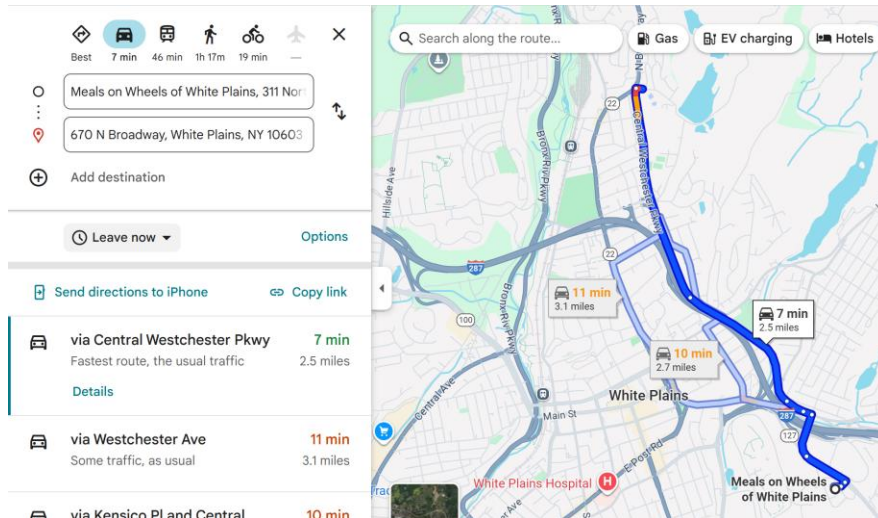 Best
7 min
46 min
1h 17m
19 min
—
Meals on Wheels of White Plains, 311 Nor
670 N Broadway, White Plains, NY 10603
Add destination
Leave now
Options
Send directions to iPhone
Copy link
via Central Westchester Pkwy
7 min
Fastest route, the usual traffic
2.5 miles
Details
via Westchester Ave
11 min
Some traffic, as usual
3.1 miles
via Kensico Pl and Central
10 min
Search along the route...
Gas
EV charging
Hotels
22
Central Westchester Pkwy
Bronx Riv Pkwy
Hillside Ave
287
22
11 min
3.1 miles
7 min
2.5 miles
100
Bronx Riv Pkwy
10 min
2.7 miles
White Plains
Central Ave
Main St
287
127
E Post Rd
White Plains Hospital
H
Meals on Wheels
of White Plains